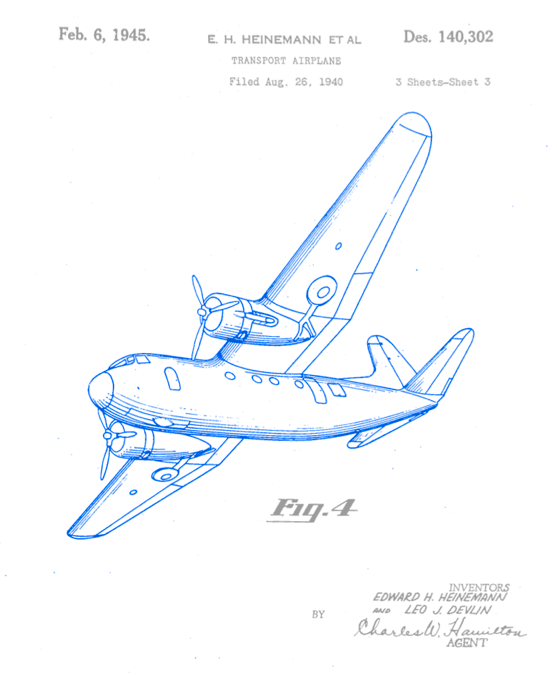 Feb. 6, 1945.
E. H. HEINEMANN ET AL
Des. 140,302
TRANSPORT AIRPLANE
Filed Aug. 26, 1940
3 Sheets-Sheet 3
Fig. 4
INVENTORS
EDWARD H. HEINEMANN
AND LEO J. DEVLIN
BY
Charles W. Hamilton
AGENT